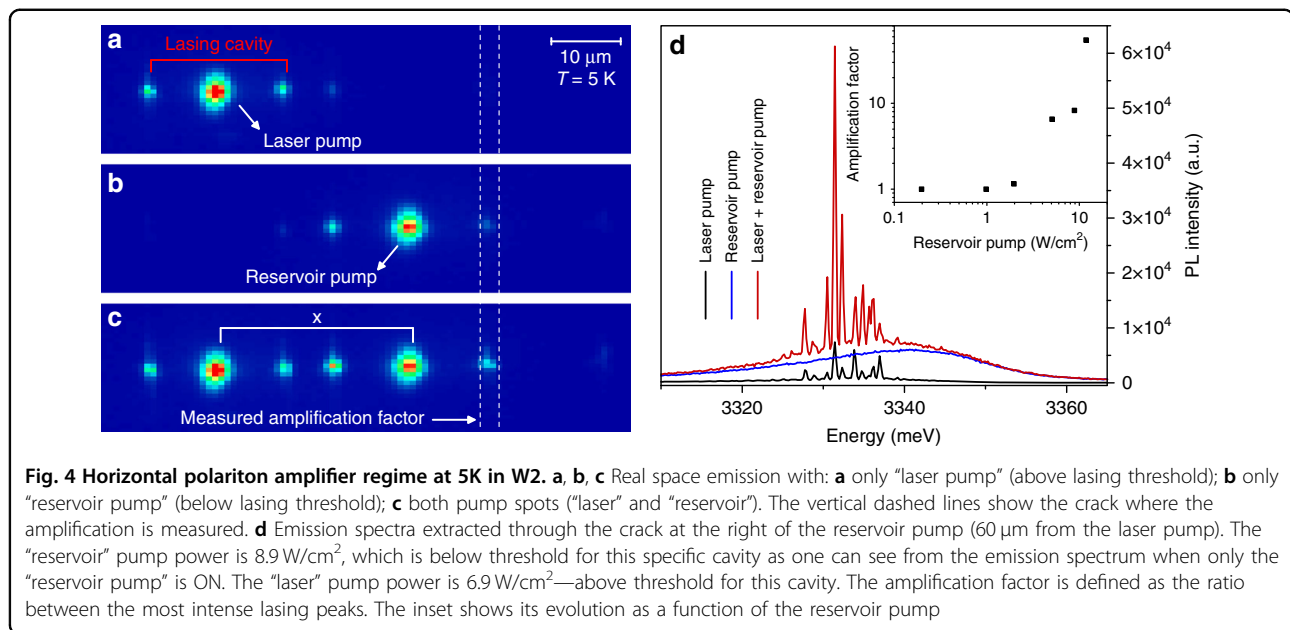 a
Lasing cavity
10 μm
T = 5 K
Laser pump
b
Reservoir pump
c
x
Measured amplification factor
d
Laser pump
Reservoir pump
Laser + reservoir pump
Amplification factor
10
1
0.1
1
10
Reservoir pump (W/cm²)
6×10⁴
5×10⁴
4×10⁴
3×10⁴
2×10⁴
1×10⁴
0
PL intensity (a.u.)
3320
3340
3360
Energy (meV)
Fig. 4 Horizontal polariton amplifier regime at 5K in W2. a, b, c Real space emission with: a only “laser pump” (above lasing threshold); b only
“reservoir pump” (below lasing threshold); c both pump spots (“laser” and “reservoir”). The vertical dashed lines show the crack where the
amplification is measured. d Emission spectra extracted through the crack at the right of the reservoir pump (60 μm from the laser pump). The
“reservoir” pump power is 8.9 W/cm², which is below threshold for this specific cavity as one can see from the emission spectrum when only the
“reservoir pump” is ON. The “laser” pump power is 6.9 W/cm²—above threshold for this cavity. The amplification factor is defined as the ratio
between the most intense lasing peaks. The inset shows its evolution as a function of the reservoir pump